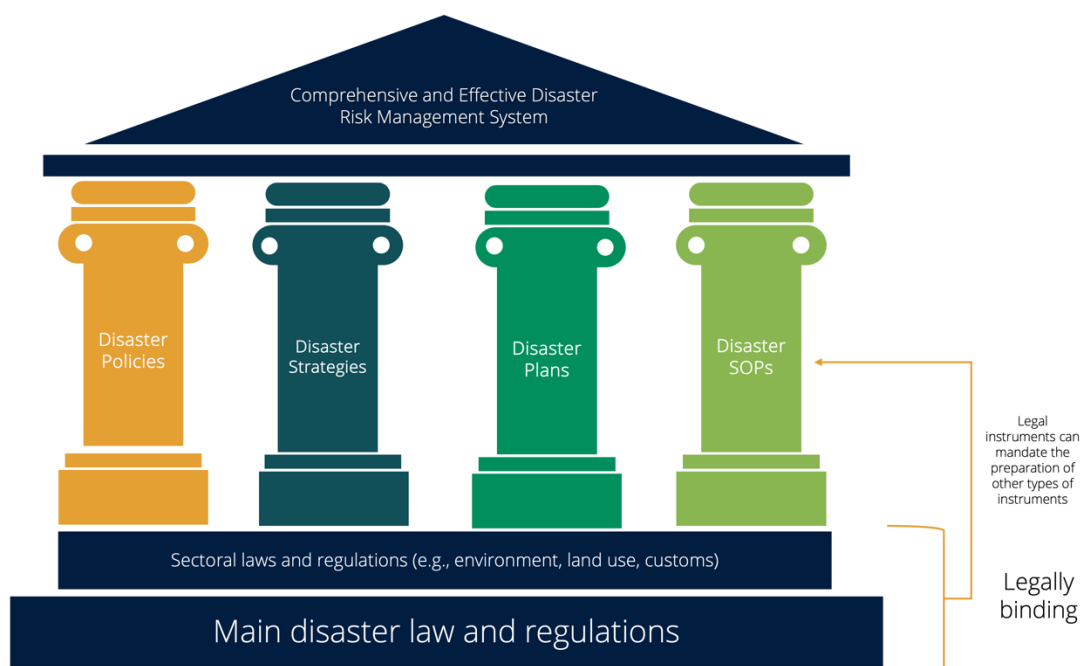 Comprehensive and Effective Disaster
Risk Management System
Disaster
Policies
Disaster
Strategies
Disaster
Plans
Disaster
SOPs
Legal
instruments can
mandate the
preparation of
other types of
instruments
Sectoral laws and regulations (e.g., environment, land use, customs)
Legally
binding
Main disaster law and regulations